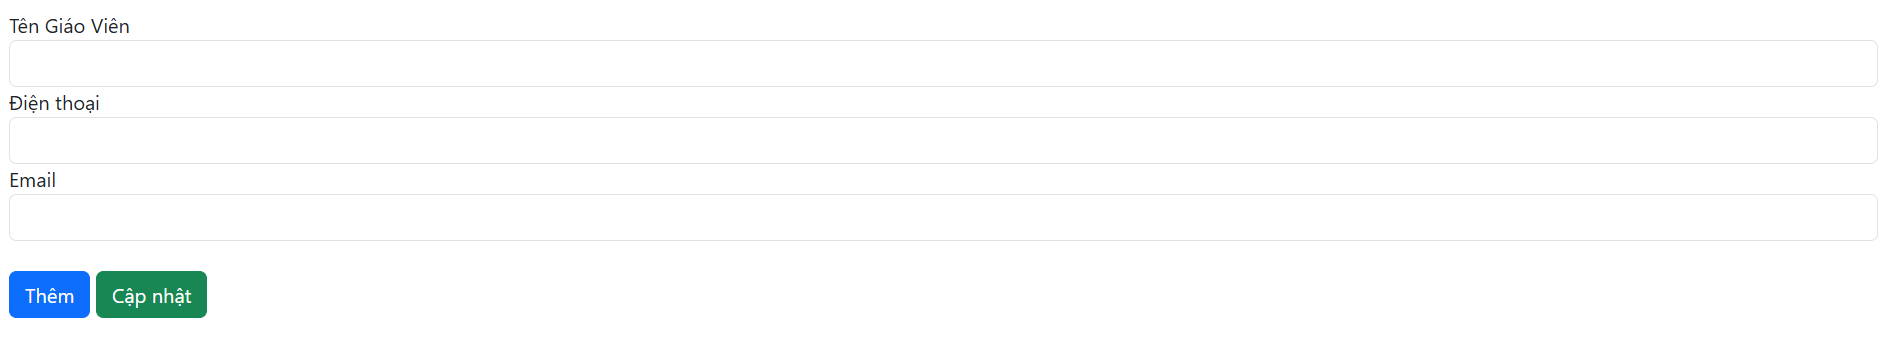 Tên Giáo Viên
Điện thoại
Email
Thêm Cập nhật